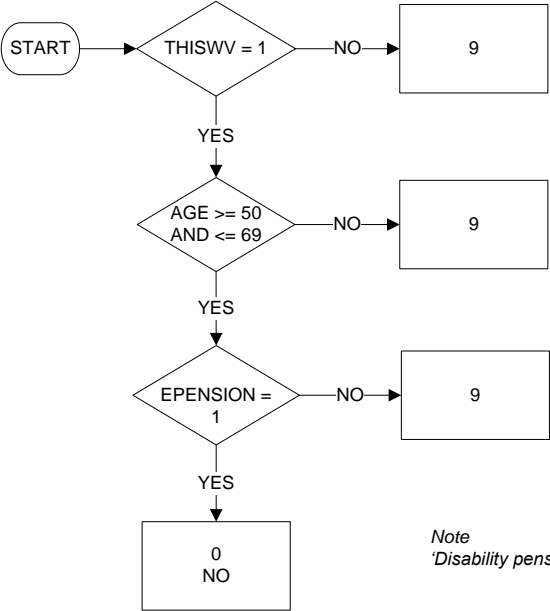 START
THISWV = 1
NO
9
YES
AGE >= 50
AND <= 69
NO
9
YES
EPENSION =
1
NO
9
YES
0
NO
Note
'Disability pens